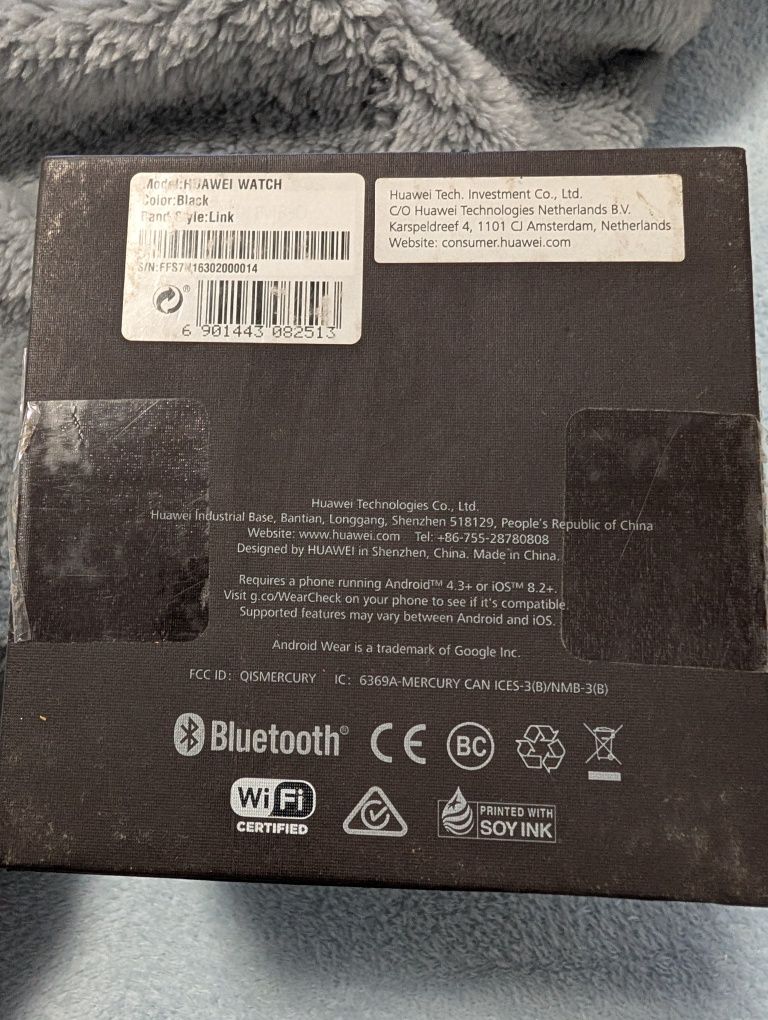 Model:HUAWEI WATCH
Color:Black
Band Style:Link
6 901443 082513
Huawei Tech. Investment Co., Ltd.
C/O Huawei Technologies Netherlands B.V.
Karspeldreef 4, 1101 CJ Amsterdam, Netherlands
Website: consumer.huawei.com
Huawei Technologies Co., Ltd.
Huawei Industrial Base, Bantian, Longgang, Shenzhen 518129, People's Republic of China
Website: www.huawei.com Tel: +86-755-28780808
Designed by HUAWEI in Shenzhen, China. Made in China.
Requires a phone running Android™ 4.3+ or iOS™ 8.2+.
Visit g.co/WearCheck on your phone to see if it's compatible.
Supported features may vary between Android and iOS.
Android Wear is a trademark of Google Inc.
FCC ID: QISMERCURY IC: 6369A-MERCURY CAN ICES-3(B)/NMB-3(B)
Bluetooth® CE BC
WiFi
CERTIFIED
PRINTED WITH
SOY INK